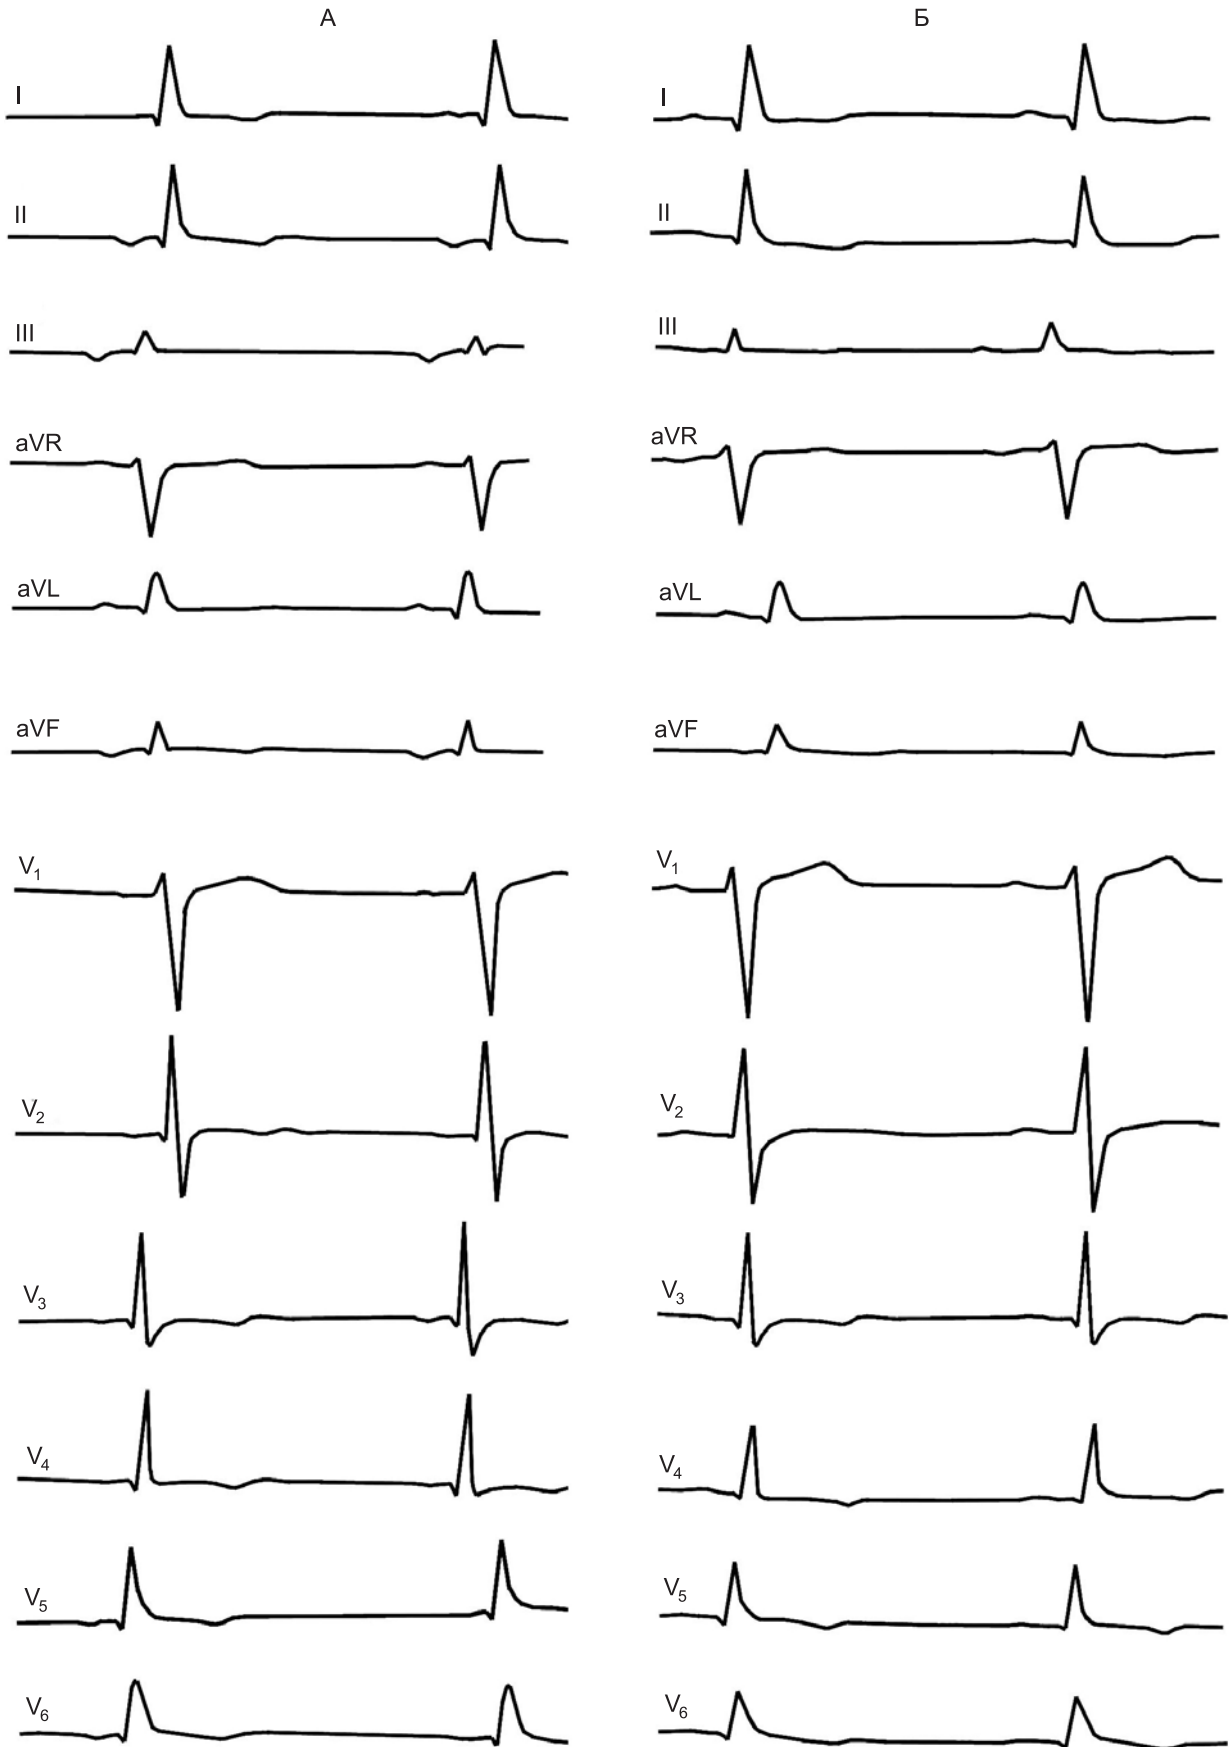 А Б
I I
II II
III III
aVR aVR
aVL aVL
aVF aVF
V1 V1
V2 V2
V3 V3
V4 V4
V5 V5
V6 V6